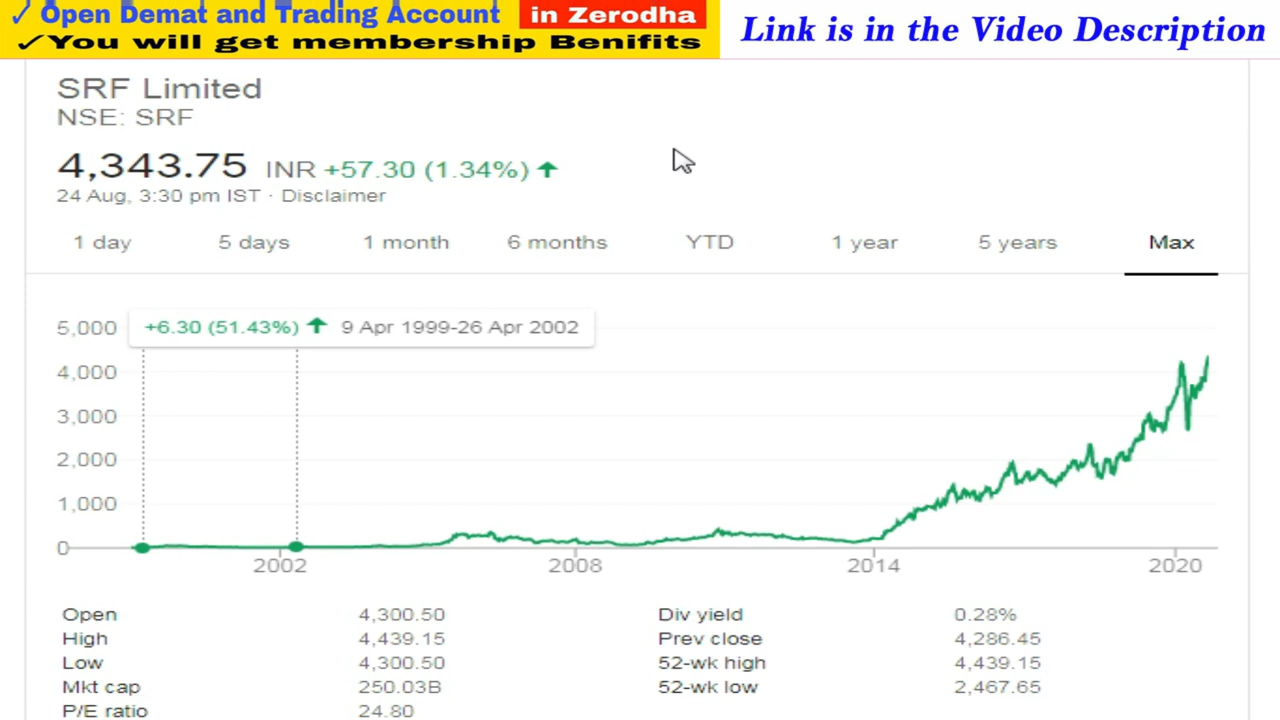 ✓ Open Demat and Trading Account in Zerodha
✓You will get membership Benifits
Link is in the Video Description
SRF Limited
NSE: SRF
4,343.75 INR +57.30 (1.34%) ↑
24 Aug, 3:30 pm IST · Disclaimer
1 day 5 days 1 month 6 months YTD 1 year 5 years Max
+6.30 (51.43%) ↑ 9 Apr 1999-26 Apr 2002
5,000
4,000
3,000
2,000
1,000
0
2002 2008 2014 2020
Open 4,300.50 Div yield 0.28%
High 4,439.15 Prev close 4,286.45
Low 4,300.50 52-wk high 4,439.15
Mkt cap 250.03B 52-wk low 2,467.65
P/E ratio 24.80